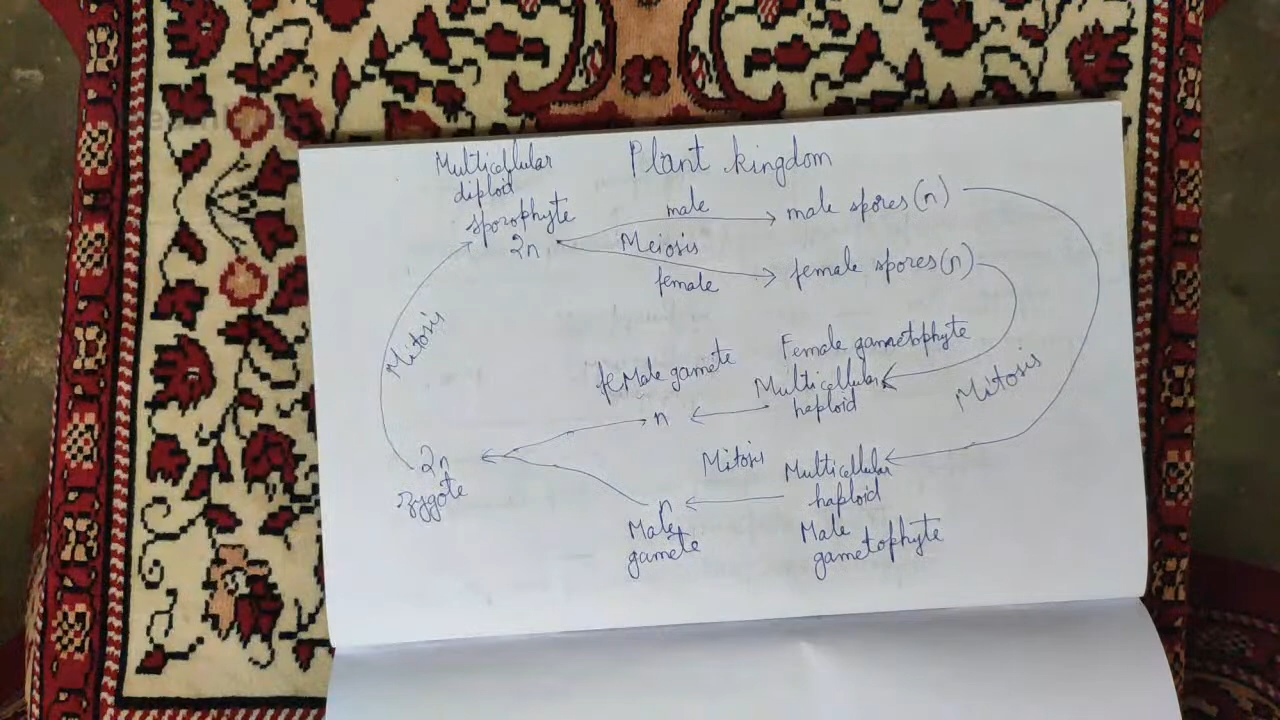 Plant kingdom
Multicellular
diploid
sporophyte
2n
male
Meiosis
female
male spores (n)
female spores (n)
Mitosis
Female gametophyte
Multicellular
haploid
female gamete
n
Mitosis
Mitosis
Multicellular
haploid
Male
gametophyte
n
Male
gamete
2n
zygote